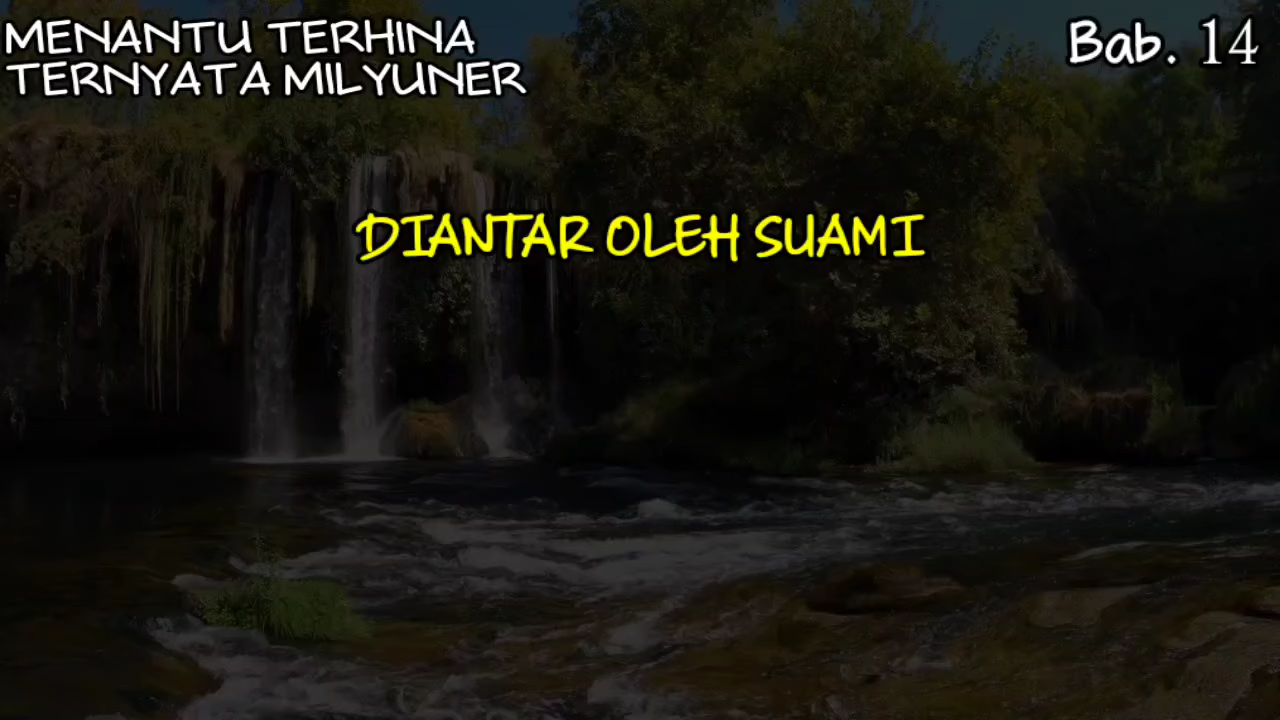 MENANTU TERHINA
TERNYATA MILYUNER
Bab. 14
DIANTAR OLEH SUAMI